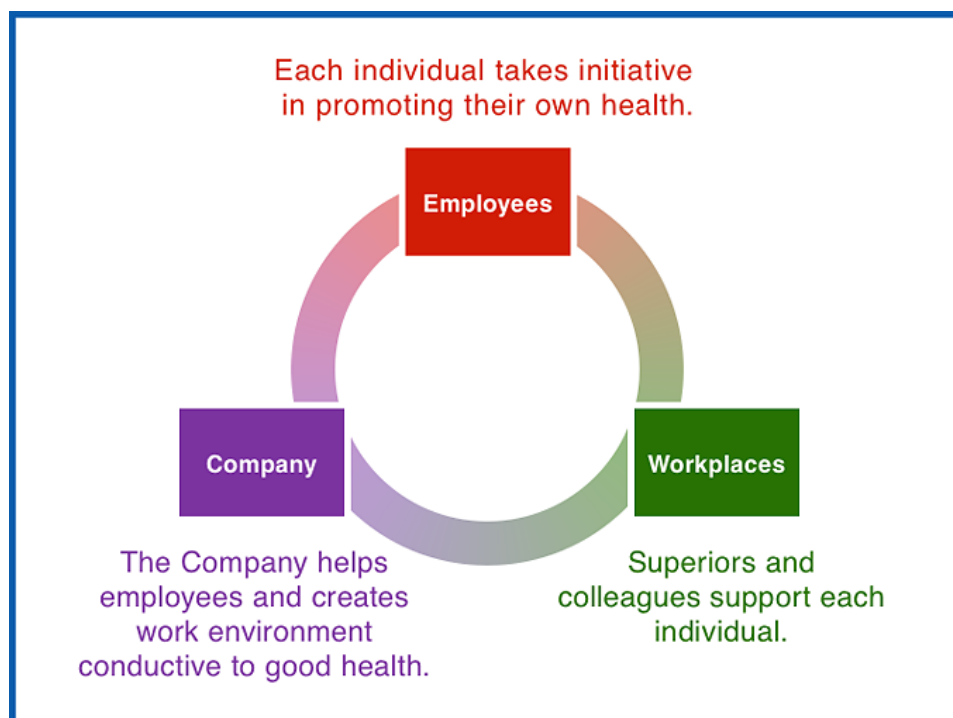 Each individual takes initiative
in promoting their own health.
Employees
Company
Workplaces
The Company helps
employees and creates
work environment
conductive to good health.
Superiors and
colleagues support each
individual.